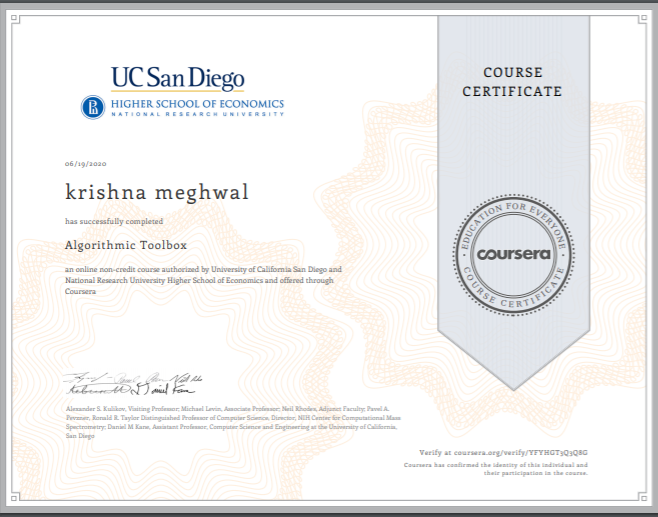 UC San Diego
HIGHER SCHOOL OF ECONOMICS
NATIONAL RESEARCH UNIVERSITY
COURSE
CERTIFICATE
06/19/2020
krishna meghwal
has successfully completed
Algorithmic Toolbox
an online non-credit course authorized by University of California San Diego and
National Research University Higher School of Economics and offered through
Coursera
EDUCATION FOR EVERYONE
coursera
COURSE CERTIFICATE
Alexander S. Kulikov, Visiting Professor; Michael Levin, Associate Professor; Neil Rhodes, Adjunct Faculty; Pavel A.
Pevzner, Ronald R. Taylor Distinguished Professor of Computer Science, Director, NIH Center for Computational Mass
Spectrometry; Daniel M Kane, Assistant Professor, Computer Science and Engineering at the University of California,
San Diego
Verify at coursera.org/verify/YFYHGT3Q3Q8G
Coursera has confirmed the identity of this individual and
their participation in the course.